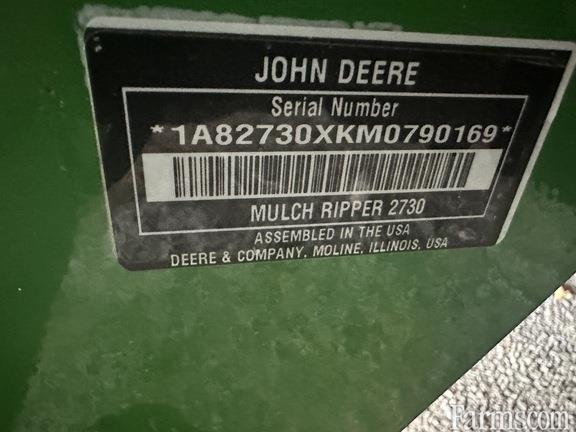 JOHN DEERE
Serial Number
*1A82730XKM0790169*
MULCH RIPPER 2730
ASSEMBLED IN THE USA
DEERE & COMPANY, MOLINE, ILLINOIS, USA
Farms.com